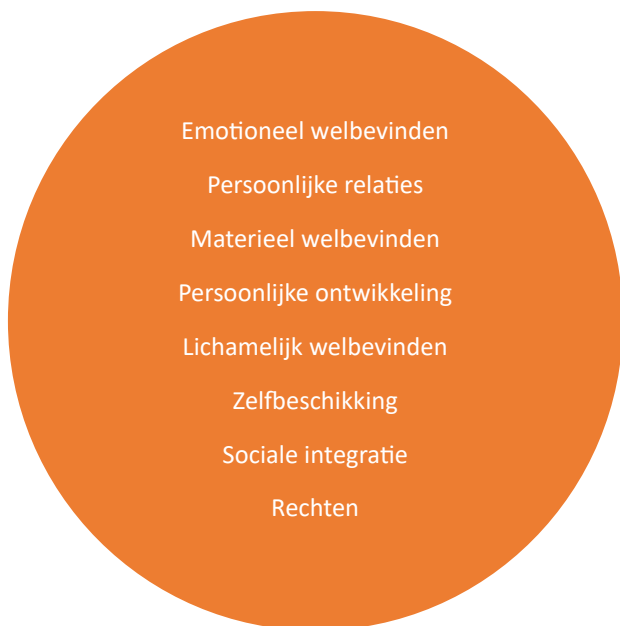 Emotioneel welbevinden
Persoonlijke relaties
Materieel welbevinden
Persoonlijke ontwikkeling
Lichamelijk welbevinden
Zelfbeschikking
Sociale integratie
Rechten